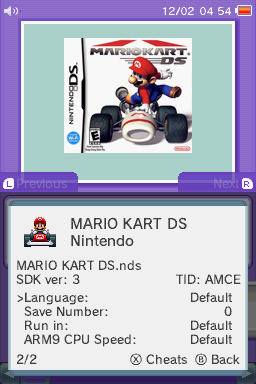 12/02 04 54
MARIOKART
DS
NINTENDO DS
EVERYONE
E
L Previous
Next R
MARIO KART DS
Nintendo
MARIO KART DS.nds
SDK ver: 3 TID: AMCE
>Language: Default
Save Number: 0
Run in: Default
ARM9 CPU Speed: Default
2/2 X Cheats B Back